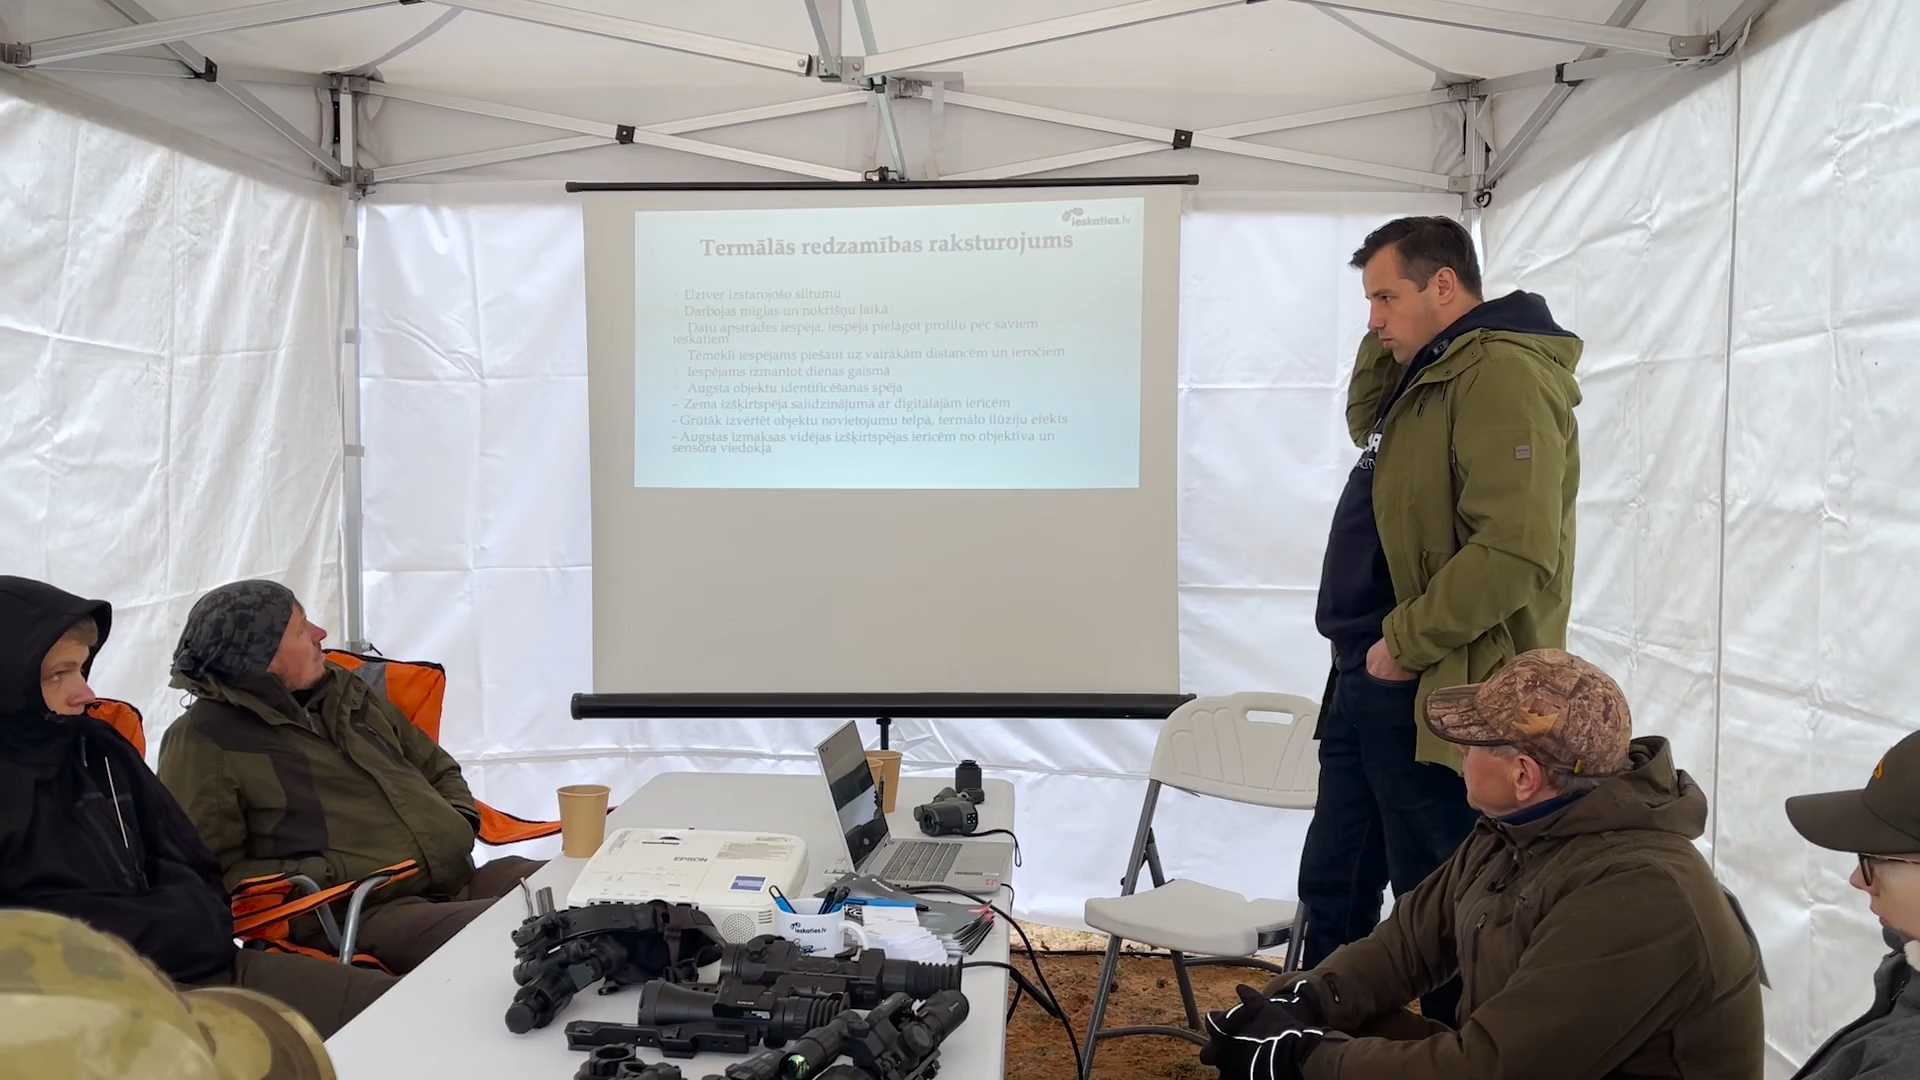 ieskaties.lv
Termālās redzamības raksturojums
Uztver izstarojošo siltumu
Darbojas miglas un nokrišņu laikā
Datu apstrādes iespēja, iespēja pielāgot profilu pēc saviem
ieskatiem
Tēmekli iespējams piešaut uz vairākām distancēm un ieročiem
Iespējams izmantot dienas gaismā
Augsta objektu identificēšanas spēja
- Zema izšķirtspēja salīdzinājumā ar digitālajām ierīcēm
- Grūtāk izvērtēt objektu novietojumu telpā, termālo ilūziju efekts
- Augstas izmaksas vidējas izšķirtspējas ierīcēm no objektīva un
sensora viedokļa
EPSON
ieskaties.lv